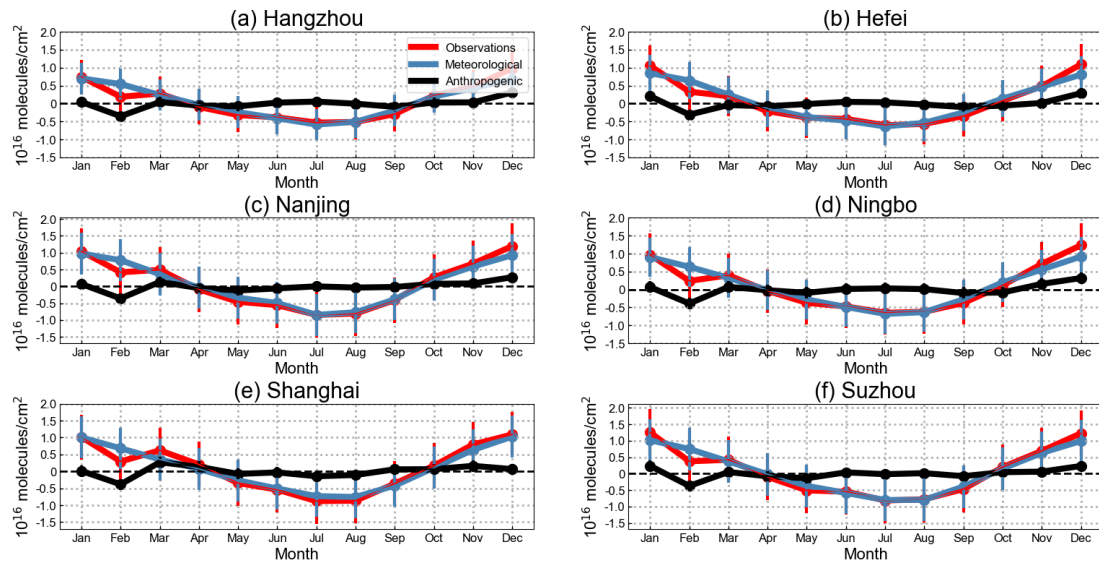 (a) Hangzhou
10¹⁶ molecules/cm²
2.0
1.5
1.0
0.5
0
-0.5
-1.0
-1.5
Observations
Meteorological
Anthropogenic
Jan Feb Mar Apr May Jun Jul Aug Sep Oct Nov Dec
Month
(b) Hefei
10¹⁶ molecules/cm²
2.0
1.5
1.0
0.5
0
-0.5
-1.0
-1.5
Jan Feb Mar Apr May Jun Jul Aug Sep Oct Nov Dec
Month
(c) Nanjing
10¹⁶ molecules/cm²
2.0
1.5
1.0
0.5
0
-0.5
-1.0
-1.5
Jan Feb Mar Apr May Jun Jul Aug Sep Oct Nov Dec
Month
(d) Ningbo
10¹⁶ molecules/cm²
2.0
1.5
1.0
0.5
0
-0.5
-1.0
-1.5
Jan Feb Mar Apr May Jun Jul Aug Sep Oct Nov Dec
Month
(e) Shanghai
10¹⁶ molecules/cm²
2.0
1.5
1.0
0.5
0
-0.5
-1.0
-1.5
Jan Feb Mar Apr May Jun Jul Aug Sep Oct Nov Dec
Month
(f) Suzhou
10¹⁶ molecules/cm²
2.0
1.5
1.0
0.5
0
-0.5
-1.0
-1.5
Jan Feb Mar Apr May Jun Jul Aug Sep Oct Nov Dec
Month